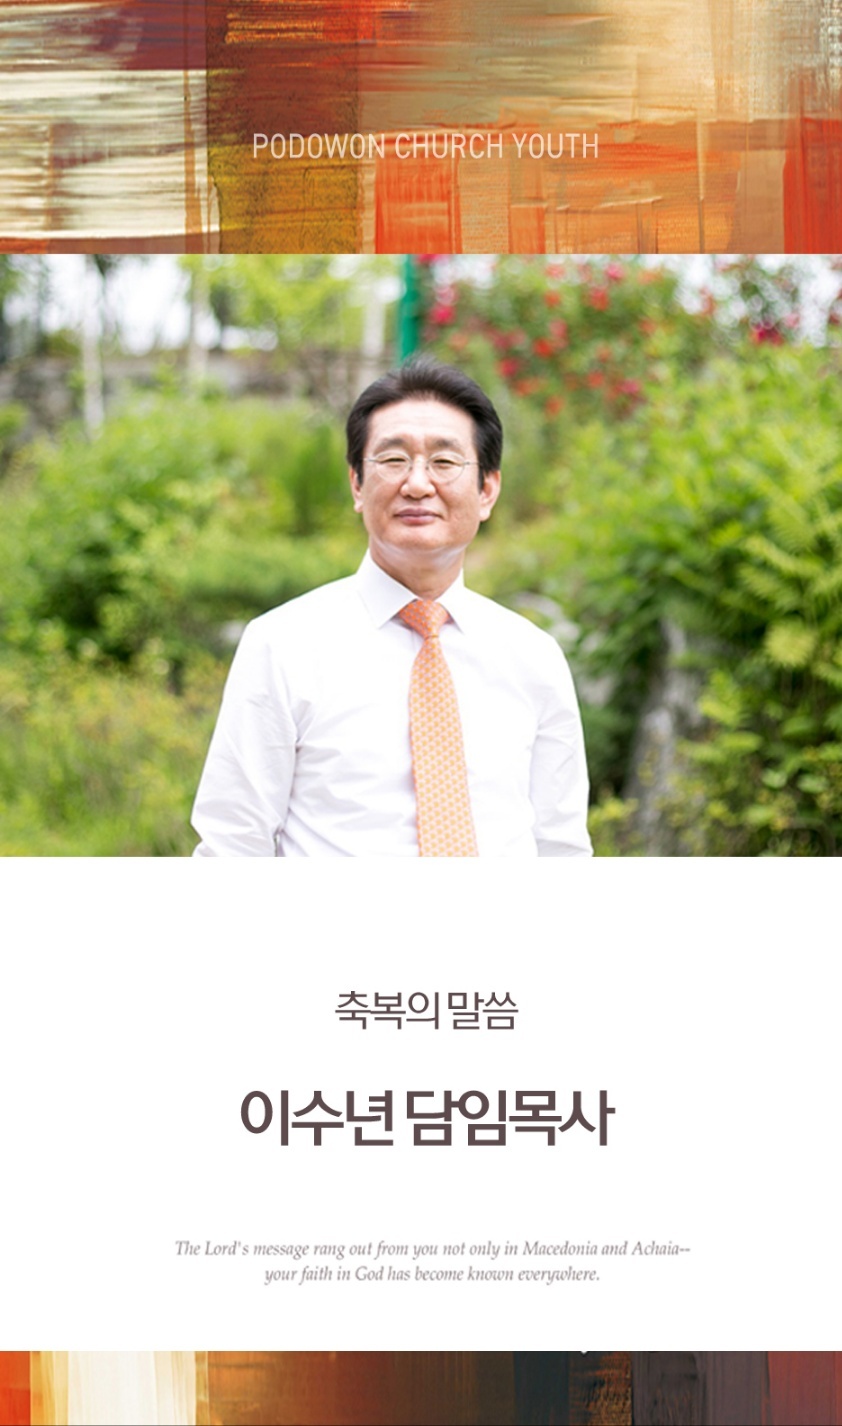 PODOWON CHURCH YOUTH
축복의 말씀
이수년 담임목사
The Lord's message rang out from you not only in Macedonia and Achaia--
your faith in God has become known everywhere.